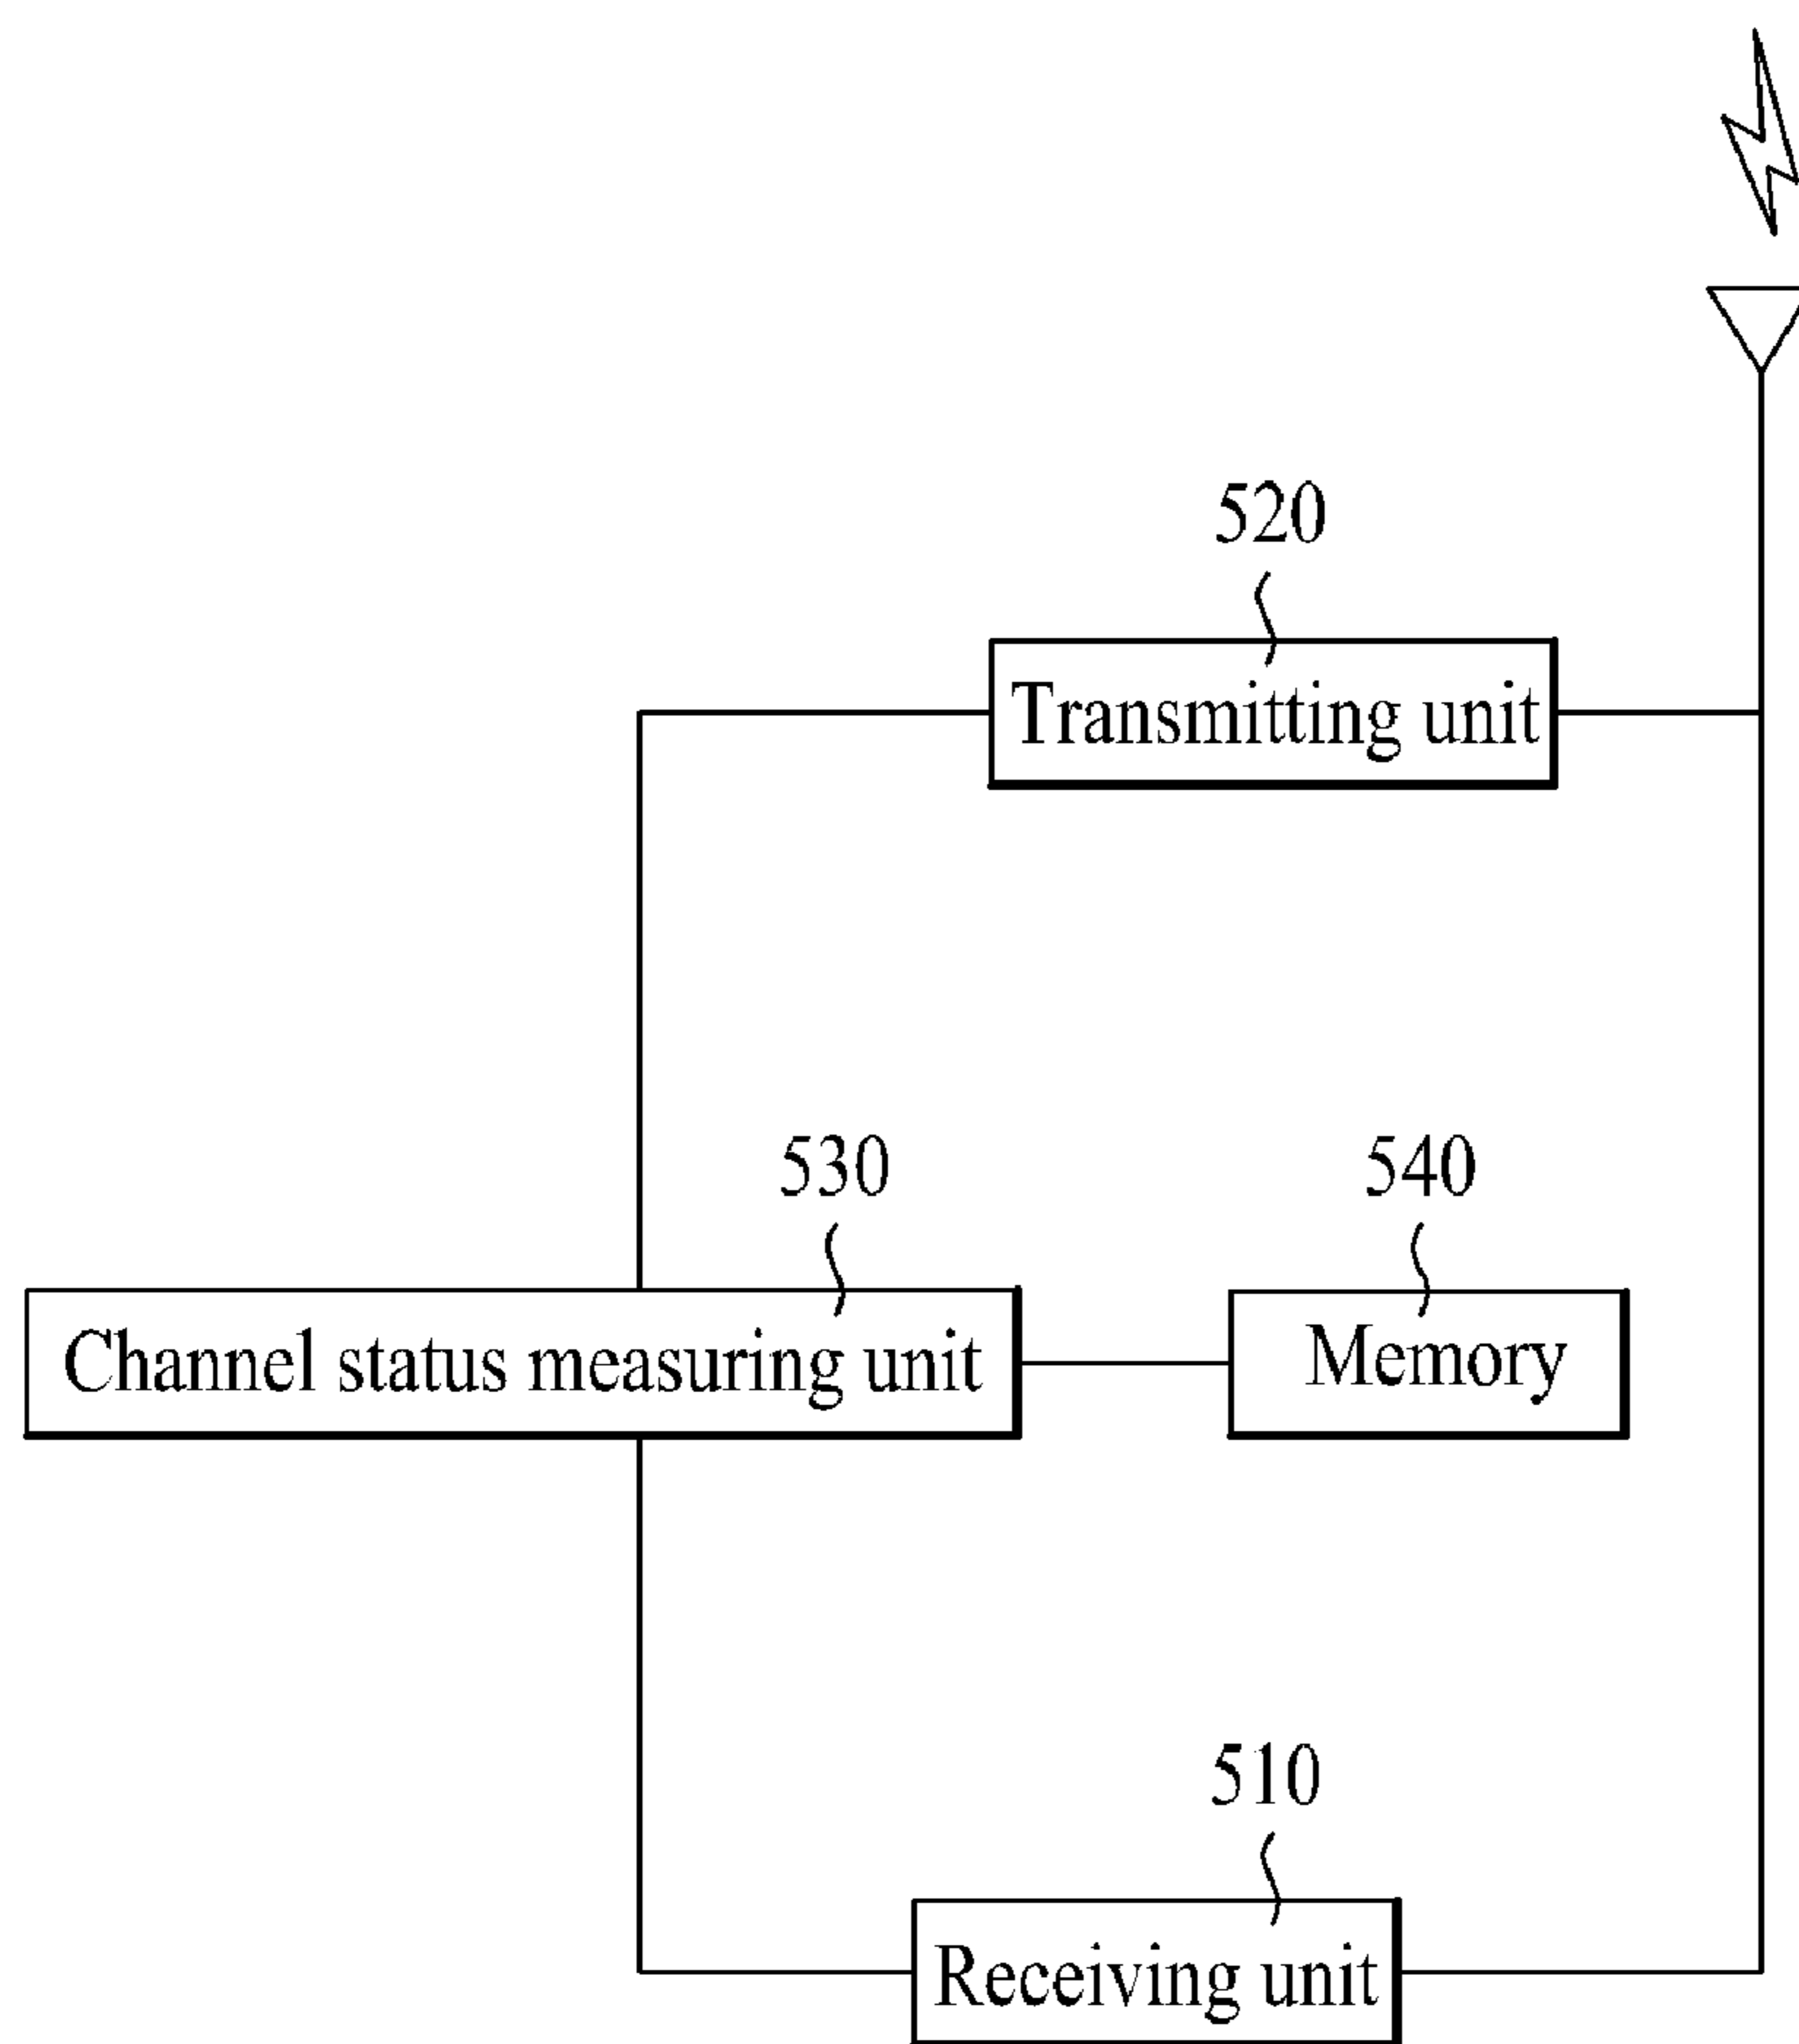 520
Transmitting unit
530
540
Channel status measuring unit
Memory
510
Receiving unit